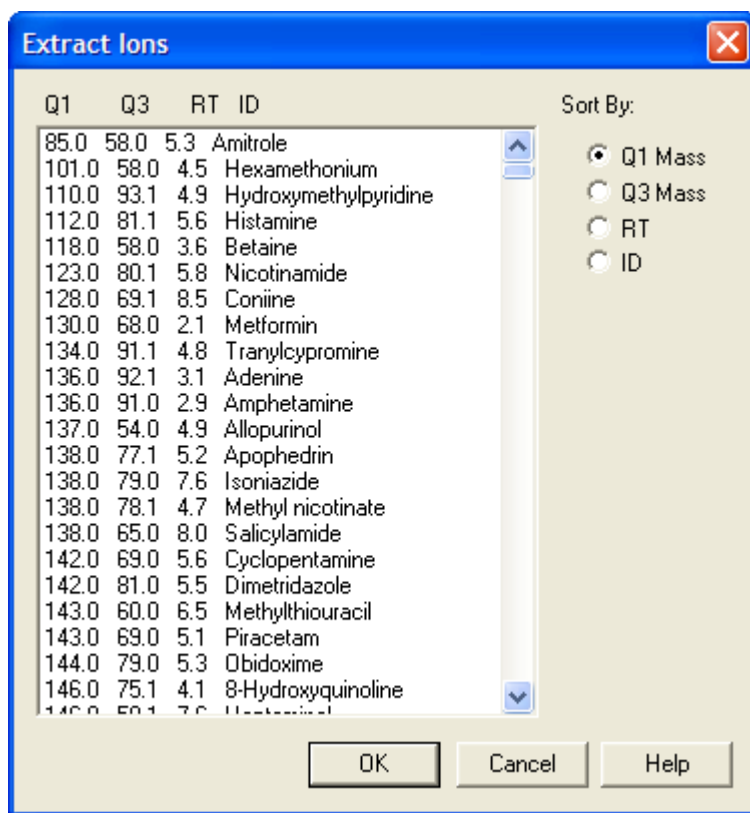 Extract Ions
Q1 Q3 RT ID
Sort By:
85.0 58.0 5.3 Amitrole
101.0 58.0 4.5 Hexamethonium
110.0 93.1 4.9 Hydroxymethylpyridine
112.0 81.1 5.6 Histamine
118.0 58.0 3.6 Betaine
123.0 80.1 5.8 Nicotinamide
128.0 69.1 8.5 Coniine
130.0 68.0 2.1 Metformin
134.0 91.1 4.8 Tranylcypromine
136.0 92.1 3.1 Adenine
136.0 91.0 2.9 Amphetamine
137.0 54.0 4.9 Allopurinol
138.0 77.1 5.2 Apophedrin
138.0 79.0 7.6 Isoniazide
138.0 78.1 4.7 Methyl nicotinate
138.0 65.0 8.0 Salicylamide
142.0 69.0 5.6 Cyclopentamine
142.0 81.0 5.5 Dimetridazole
143.0 60.0 6.5 Methylthiouracil
143.0 69.0 5.1 Piracetam
144.0 79.0 5.3 Obidoxime
146.0 75.1 4.1 8-Hydroxyquinoline
Q1 Mass
Q3 Mass
RT
ID
OK Cancel Help